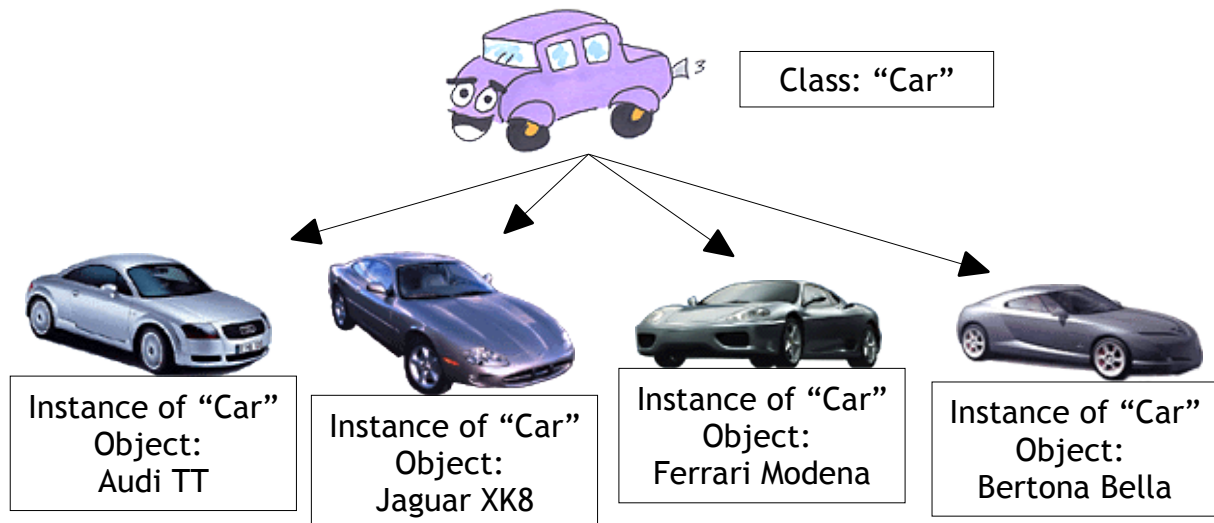 3
Class: “Car”
Instance of “Car”
Object:
Audi TT
Instance of “Car”
Object:
Jaguar XK8
Instance of “Car”
Object:
Ferrari Modena
Instance of “Car”
Object:
Bertona Bella